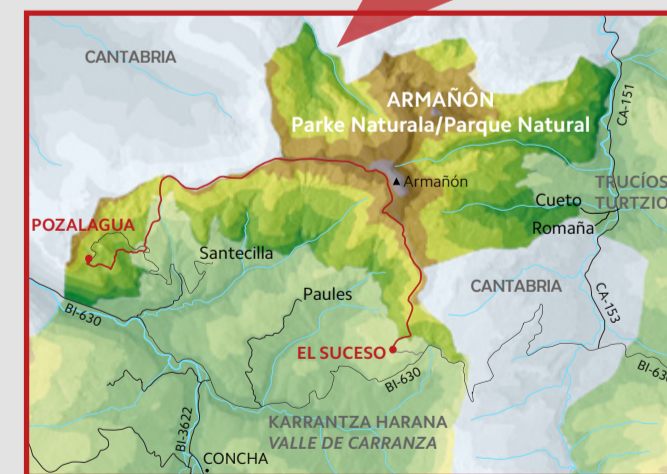 CANTABRIA
ARMAÑÓN
Parke Naturala/Parque Natural
CA-151
Armañón
TRUCÍOS
TURTZIO
Cueto
Romaña
POZALAGUA
Santecilla
CANTABRIA
Paules
BI-630
CA-153
EL SUCESO
BI-630
BI-63
KARRANTZA HARANA
VALLE DE CARRANZA
BI-3622
CONCHA